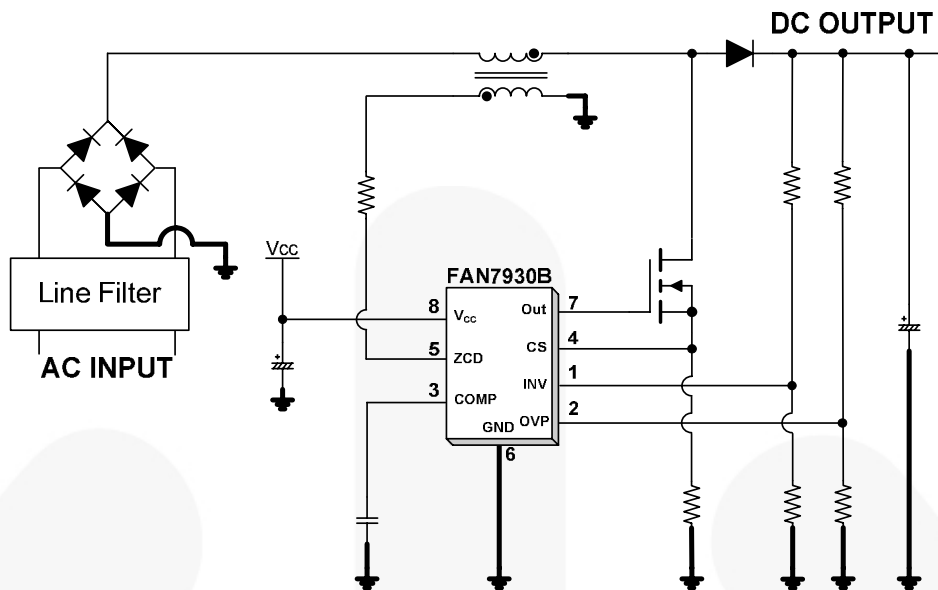 DC OUTPUT
Line Filter
AC INPUT
Vcc
FAN7930B
8 Vcc Out 7
5 ZCD CS 4
3 COMP INV 1
GND OVP 2
6